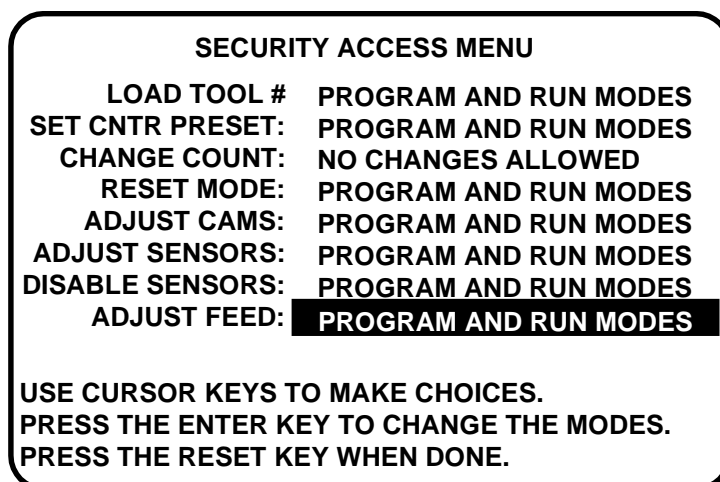 SECURITY ACCESS MENU
LOAD TOOL # PROGRAM AND RUN MODES
SET CNTR PRESET: PROGRAM AND RUN MODES
CHANGE COUNT: NO CHANGES ALLOWED
RESET MODE: PROGRAM AND RUN MODES
ADJUST CAMS: PROGRAM AND RUN MODES
ADJUST SENSORS: PROGRAM AND RUN MODES
DISABLE SENSORS: PROGRAM AND RUN MODES
ADJUST FEED: PROGRAM AND RUN MODES
USE CURSOR KEYS TO MAKE CHOICES.
PRESS THE ENTER KEY TO CHANGE THE MODES.
PRESS THE RESET KEY WHEN DONE.